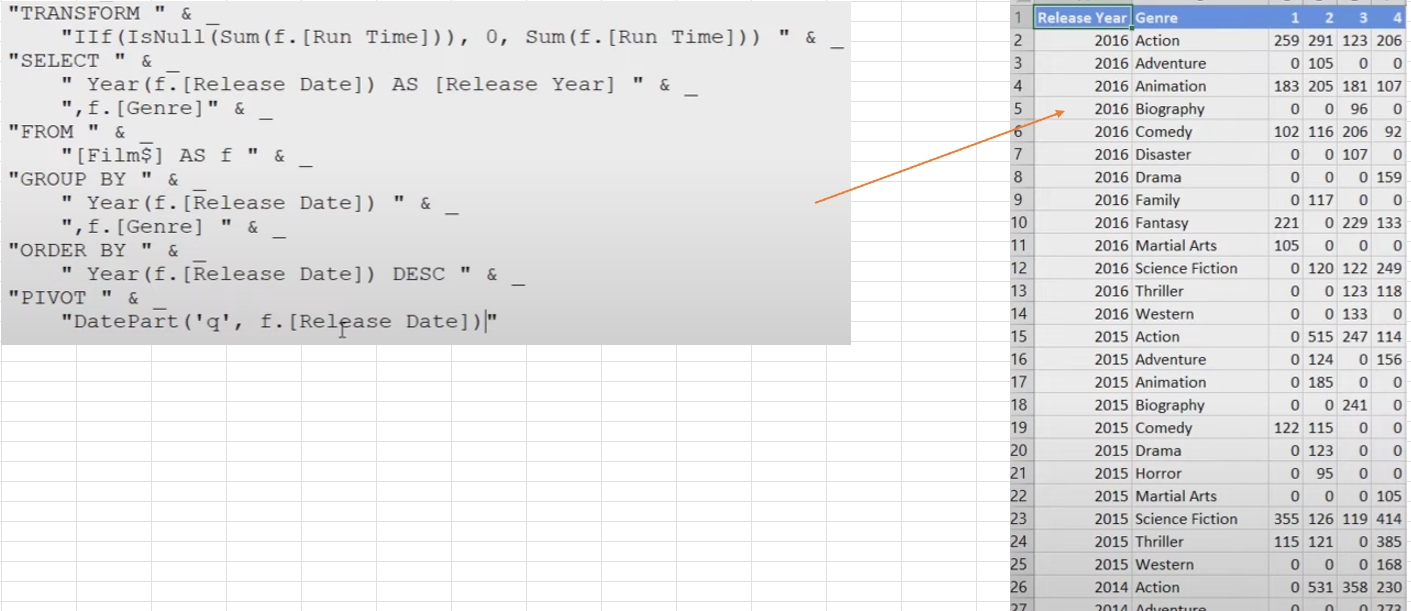 "TRANSFORM " & _
"IIf(IsNull(Sum(f.[Run Time])), 0, Sum(f.[Run Time])) " & _
"SELECT " & _
" Year(f.[Release Date]) AS [Release Year] " & _
",f.[Genre]" & _
"FROM " & _
"[Film$] AS f " & _
"GROUP BY " & _
" Year(f.[Release Date]) " & _
",f.[Genre] " & _
"ORDER BY " & _
" Year(f.[Release Date]) DESC " & _
"PIVOT " & _
"DatePart('q', f.[Release Date])"
1 Release Year Genre 1 2 3 4
2 2016 Action 259 291 123 206
3 2016 Adventure 0 105 0 0
4 2016 Animation 183 205 181 107
5 2016 Biography 0 0 96 0
6 2016 Comedy 102 116 206 92
7 2016 Disaster 0 0 107 0
8 2016 Drama 0 0 0 159
9 2016 Family 0 117 0 0
10 2016 Fantasy 221 0 229 133
11 2016 Martial Arts 105 0 0 0
12 2016 Science Fiction 0 120 122 249
13 2016 Thriller 0 0 123 118
14 2016 Western 0 0 133 0
15 2015 Action 0 515 247 114
16 2015 Adventure 0 124 0 156
17 2015 Animation 0 185 0 0
18 2015 Biography 0 0 241 0
19 2015 Comedy 122 115 0 0
20 2015 Drama 0 123 0 0
21 2015 Horror 0 95 0 0
22 2015 Martial Arts 0 0 0 105
23 2015 Science Fiction 355 126 119 414
24 2015 Thriller 115 121 0 385
25 2015 Western 0 0 0 168
26 2014 Action 0 531 358 230
27 2014 Adventure 0 0 273